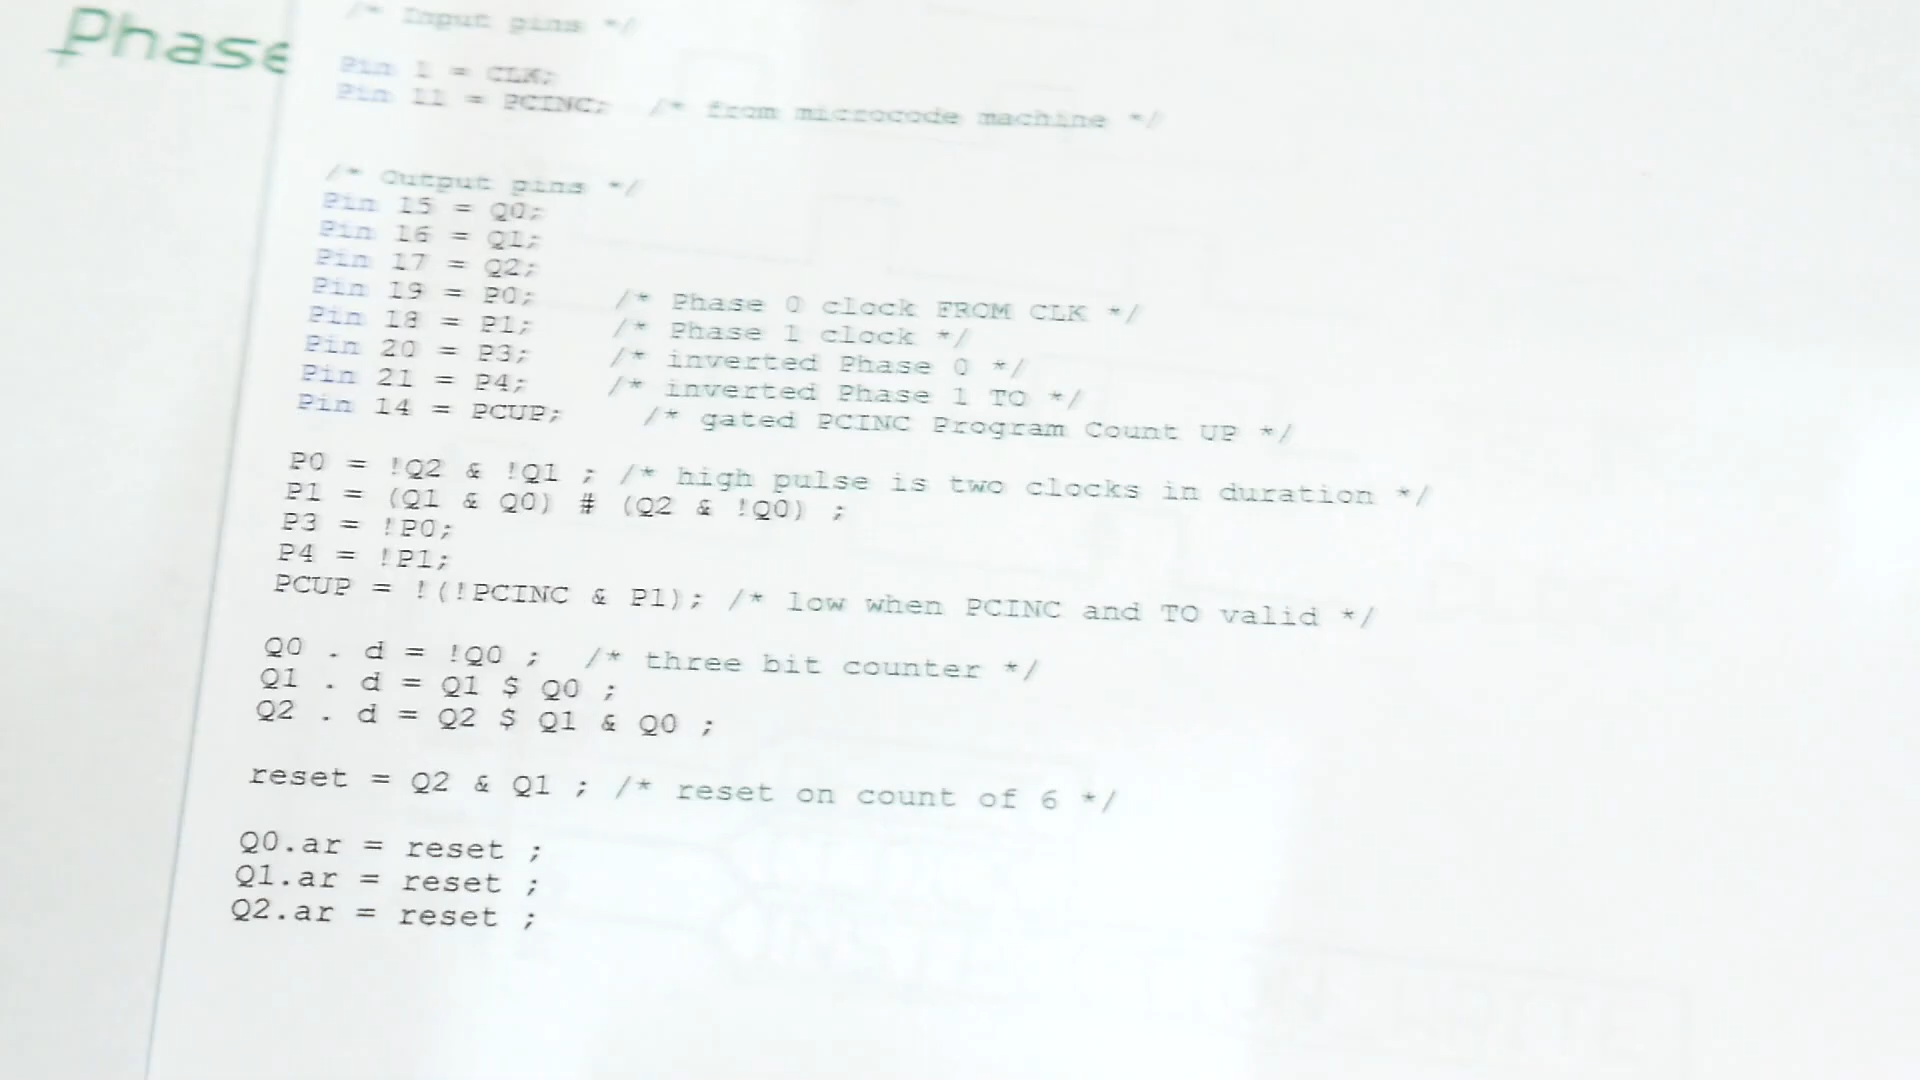 Phase
/* Input pins */
Pin 1 = CLK;
Pin 11 = PCINC; /* from microcode machine */
/* Output pins */
Pin 15 = Q0;
Pin 16 = Q1;
Pin 17 = Q2;
Pin 19 = P0; /* Phase 0 clock FROM CLK */
Pin 18 = P1; /* Phase 1 clock */
Pin 20 = P3; /* inverted Phase 0 */
Pin 21 = P4; /* inverted Phase 1 TO */
Pin 14 = PCUP; /* gated PCINC Program Count UP */
P0 = !Q2 & !Q1 ; /* high pulse is two clocks in duration */
P1 = (Q1 & Q0) # (Q2 & !Q0) ;
P3 = !P0;
P4 = !P1;
PCUP = !(!PCINC & P1); /* low when PCINC and TO valid */
Q0 . d = !Q0 ; /* three bit counter */
Q1 . d = Q1 $ Q0 ;
Q2 . d = Q2 $ Q1 & Q0 ;
reset = Q2 & Q1 ; /* reset on count of 6 */
Q0.ar = reset ;
Q1.ar = reset ;
Q2.ar = reset ;